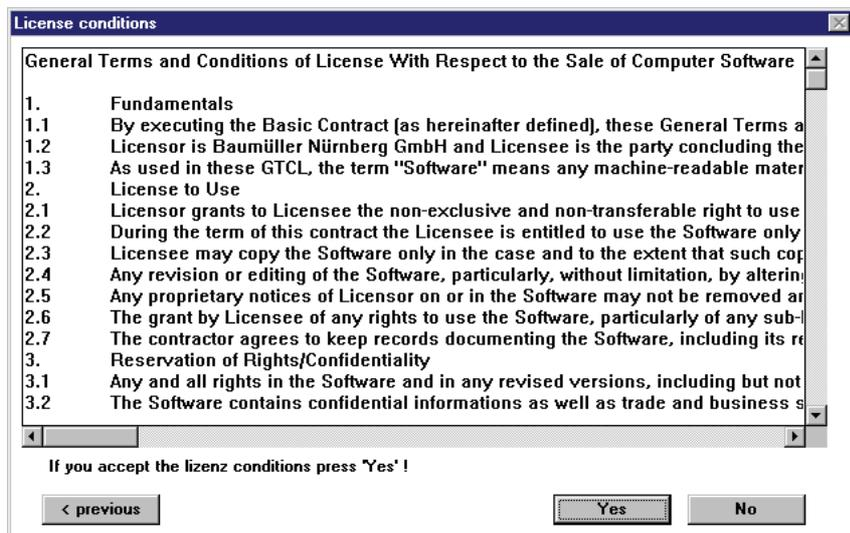 License conditions
General Terms and Conditions of License With Respect to the Sale of Computer Software
1. Fundamentals
1.1 By executing the Basic Contract (as hereinafter defined), these General Terms a
1.2 Licensor is Baumüller Nürnberg GmbH and Licensee is the party concluding the
1.3 As used in these GTCL, the term "Software" means any machine-readable mater
2. License to Use
2.1 Licensor grants to Licensee the non-exclusive and non-transferable right to use
2.2 During the term of this contract the Licensee is entitled to use the Software only
2.3 Licensee may copy the Software only in the case and to the extent that such cop
2.4 Any revision or editing of the Software, particularly, without limitation, by altering
2.5 Any proprietary notices of Licensor on or in the Software may not be removed ar
2.6 The grant by Licensee of any rights to use the Software, particularly of any sub-l
2.7 The contractor agrees to keep records documenting the Software, including its re
3. Reservation of Rights/Confidentiality
3.1 Any and all rights in the Software and in any revised versions, including but not
3.2 The Software contains confidential informations as well as trade and business s
If you accept the lizenz conditions press 'Yes' !
< previous Yes No